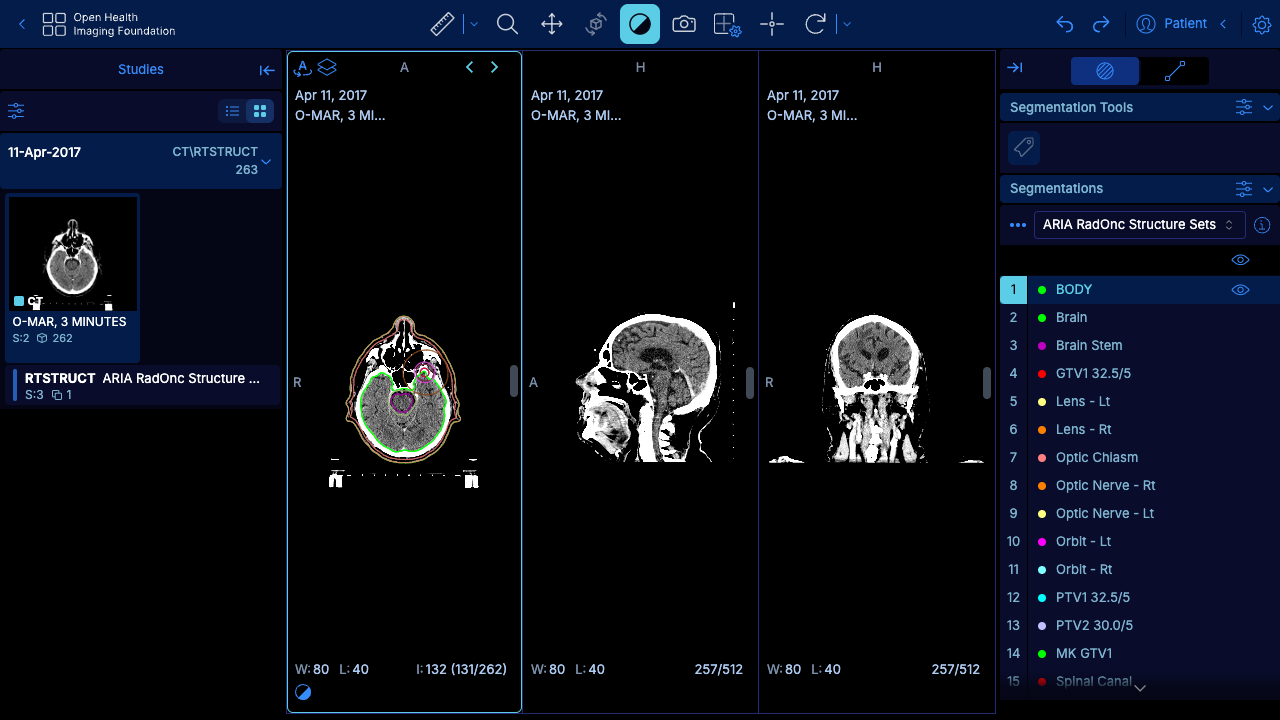 Open Health
Imaging Foundation
Patient
Studies
11-Apr-2017
CT\RTSTRUCT
263
CT
O-MAR, 3 MINUTES
S:2 262
RTSTRUCT ARIA RadOnc Structure ...
S:3 1
A
A
Apr 11, 2017
O-MAR, 3 MI...
R
W: 80 L: 40 I: 132 (131/262)
H
Apr 11, 2017
O-MAR, 3 MI...
A
W: 80 L: 40 257/512
H
Apr 11, 2017
O-MAR, 3 MI...
R
W: 80 L: 40 257/512
Segmentation Tools
Segmentations
ARIA RadOnc Structure Sets
1 BODY
2 Brain
3 Brain Stem
4 GTV1 32.5/5
5 Lens - Lt
6 Lens - Rt
7 Optic Chiasm
8 Optic Nerve - Rt
9 Optic Nerve - Lt
10 Orbit - Lt
11 Orbit - Rt
12 PTV1 32.5/5
13 PTV2 30.0/5
14 MK GTV1
15 Spinal Canal